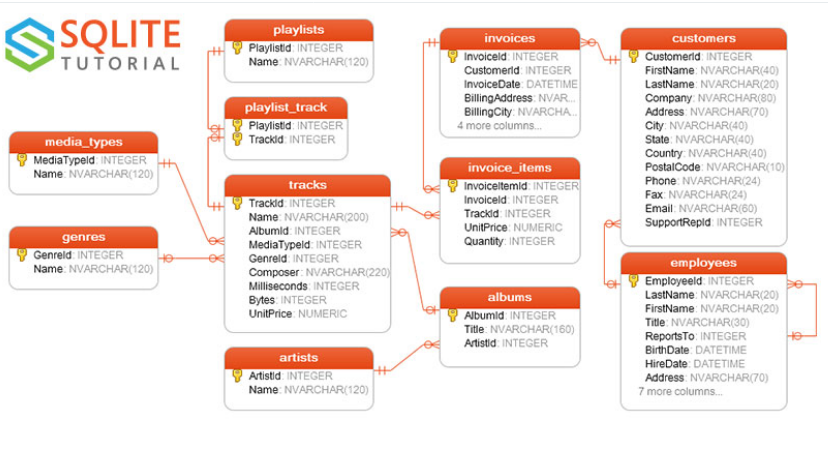 SQLITE
TUTORIAL
playlists
PlaylistId: INTEGER
Name: NVARCHAR(120)
playlist_track
PlaylistId: INTEGER
TrackId: INTEGER
media_types
MediaTypeId: INTEGER
Name: NVARCHAR(120)
genres
GenreId: INTEGER
Name: NVARCHAR(120)
tracks
TrackId: INTEGER
Name: NVARCHAR(200)
AlbumId: INTEGER
MediaTypeId: INTEGER
GenreId: INTEGER
Composer: NVARCHAR(220)
Milliseconds: INTEGER
Bytes: INTEGER
UnitPrice: NUMERIC
artists
ArtistId: INTEGER
Name: NVARCHAR(120)
invoices
InvoiceId: INTEGER
CustomerId: INTEGER
InvoiceDate: DATETIME
BillingAddress: NVAR...
BillingCity: NVARCHA...
4 more columns...
invoice_items
InvoiceItemId: INTEGER
InvoiceId: INTEGER
TrackId: INTEGER
UnitPrice: NUMERIC
Quantity: INTEGER
albums
AlbumId: INTEGER
Title: NVARCHAR(160)
ArtistId: INTEGER
customers
CustomerId: INTEGER
FirstName: NVARCHAR(40)
LastName: NVARCHAR(20)
Company: NVARCHAR(80)
Address: NVARCHAR(70)
City: NVARCHAR(40)
State: NVARCHAR(40)
Country: NVARCHAR(40)
PostalCode: NVARCHAR(10)
Phone: NVARCHAR(24)
Fax: NVARCHAR(24)
Email: NVARCHAR(60)
SupportRepId: INTEGER
employees
EmployeeId: INTEGER
LastName: NVARCHAR(20)
FirstName: NVARCHAR(20)
Title: NVARCHAR(30)
ReportsTo: INTEGER
BirthDate: DATETIME
HireDate: DATETIME
Address: NVARCHAR(70)
7 more columns...